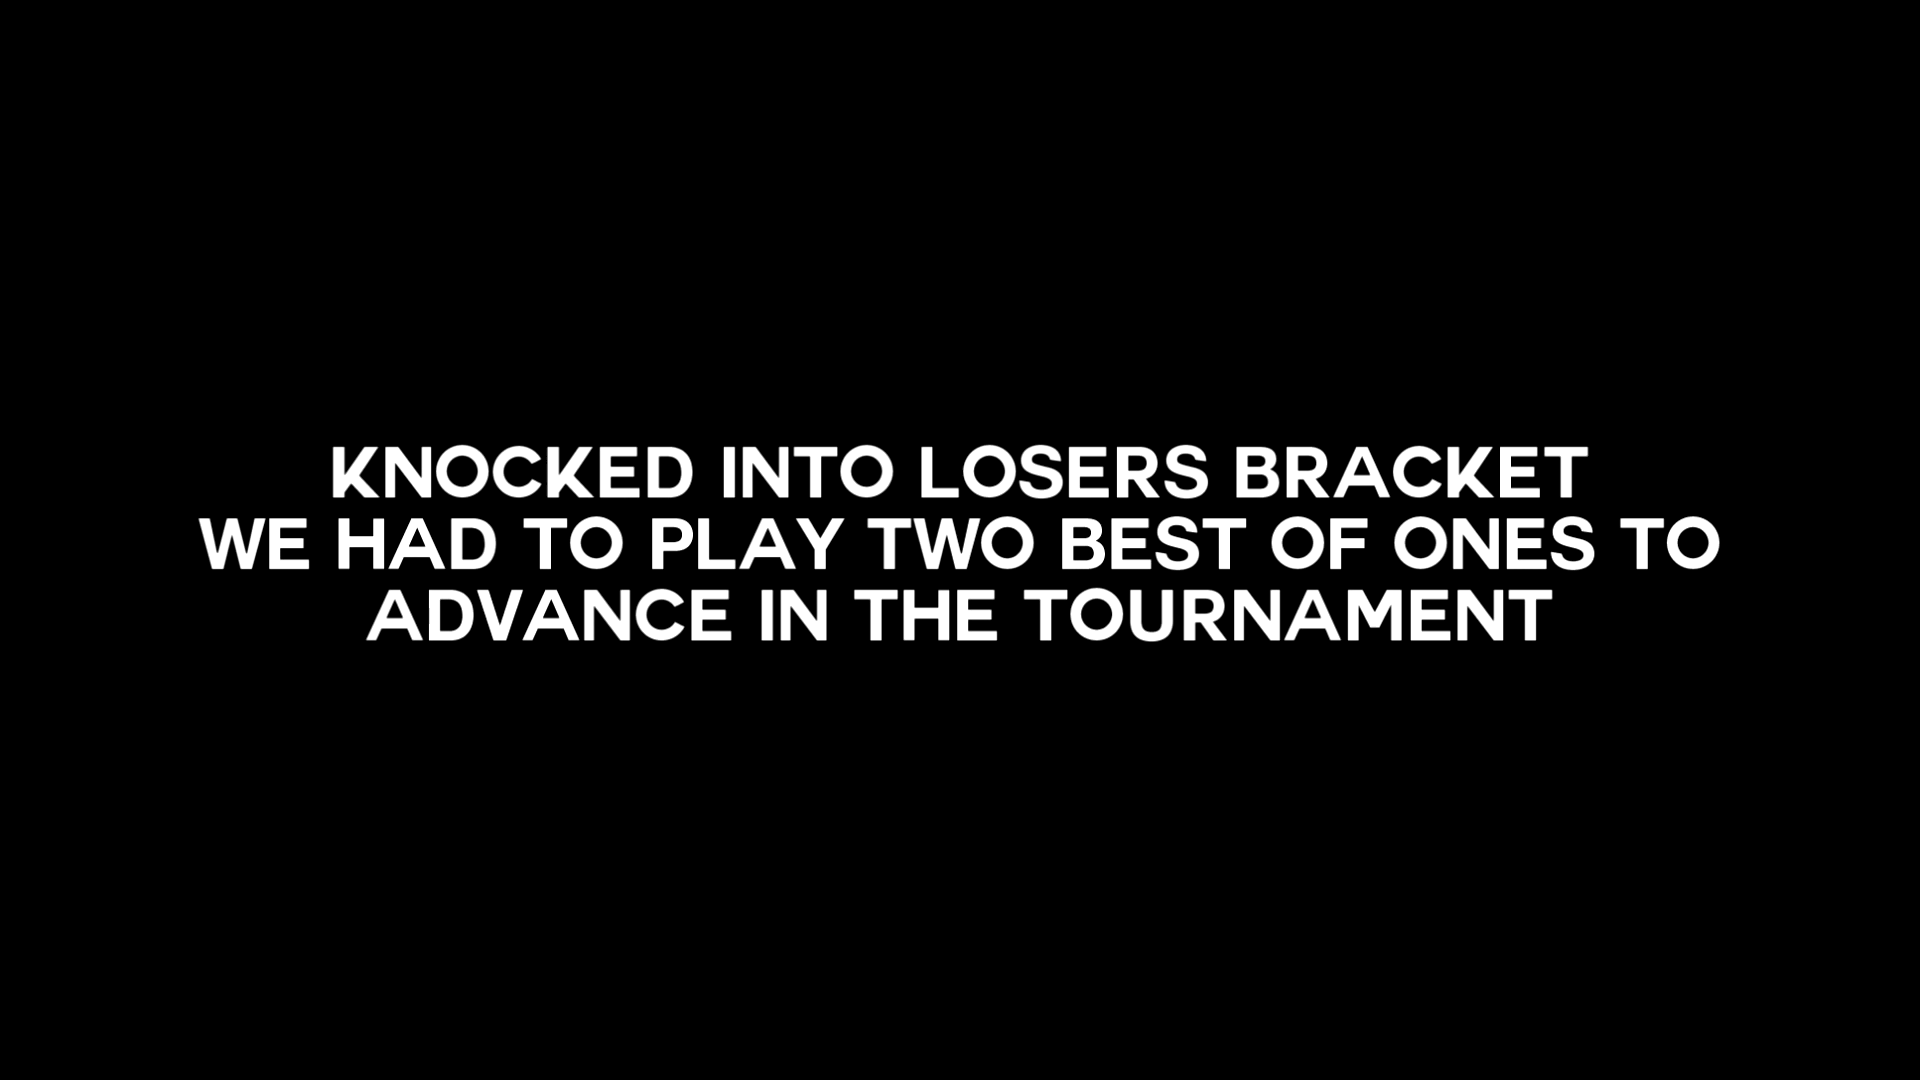 KNOCKED INTO LOSERS BRACKET
WE HAD TO PLAY TWO BEST OF ONES TO
ADVANCE IN THE TOURNAMENT